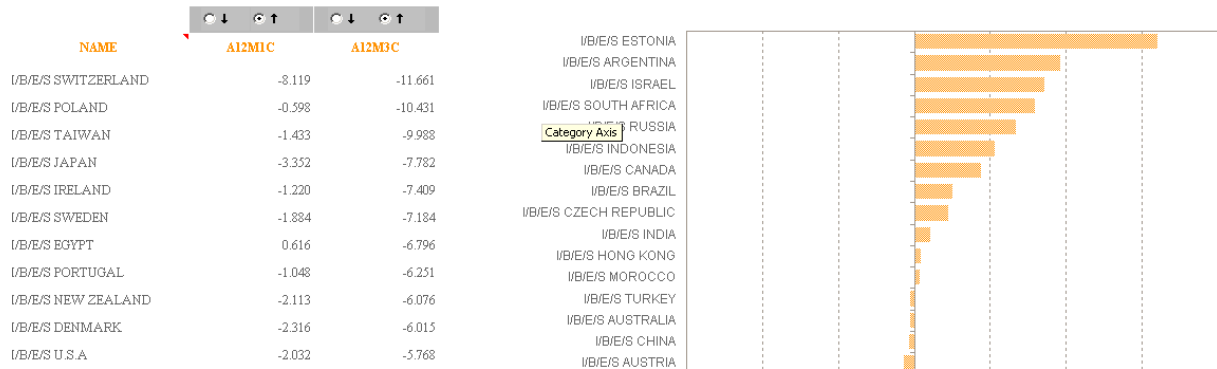 ↓ ↑ ↓ ↑
NAME A12M1C A12M3C
I/B/E/S SWITZERLAND -8.119 -11.661
I/B/E/S POLAND -0.598 -10.431
I/B/E/S TAIWAN -1.433 -9.988
I/B/E/S JAPAN -3.352 -7.782
I/B/E/S IRELAND -1.220 -7.409
I/B/E/S SWEDEN -1.884 -7.184
I/B/E/S EGYPT 0.616 -6.796
I/B/E/S PORTUGAL -1.048 -6.251
I/B/E/S NEW ZEALAND -2.113 -6.076
I/B/E/S DENMARK -2.316 -6.015
I/B/E/S U.S.A -2.032 -5.768
I/B/E/S ESTONIA
I/B/E/S ARGENTINA
I/B/E/S ISRAEL
I/B/E/S SOUTH AFRICA
RUSSIA
Category Axis
I/B/E/S INDONESIA
I/B/E/S CANADA
I/B/E/S BRAZIL
I/B/E/S CZECH REPUBLIC
I/B/E/S INDIA
I/B/E/S HONG KONG
I/B/E/S MOROCCO
I/B/E/S TURKEY
I/B/E/S AUSTRALIA
I/B/E/S CHINA
I/B/E/S AUSTRIA